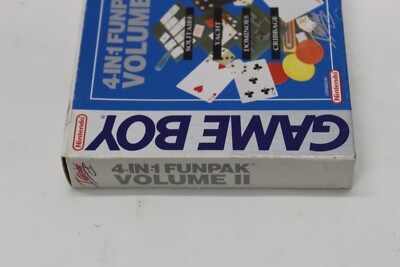 4-IN-1 FUNPAK
VOLUME
SOLITAIRE
YACHT
DOMINOES
CRIBBAGE
Nintendo
Nintendo
GAME BOY
4-IN-1 FUNPAK
VOLUME II